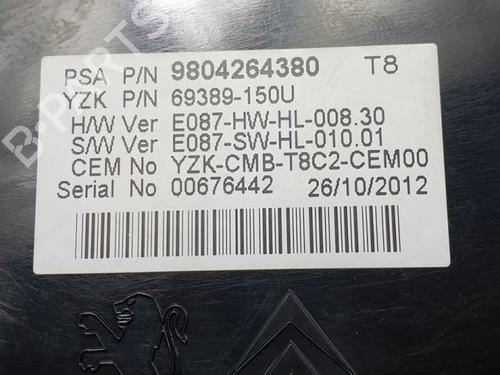 PSA P/N 9804264380 T8
YZK P/N 69389-150U
H/W Ver E087-HW-HL-008.30
S/W Ver E087-SW-HL-010.01
CEM No YZK-CMB-T8C2-CEM00
Serial No 00676442 26/10/2012
B-PARTS